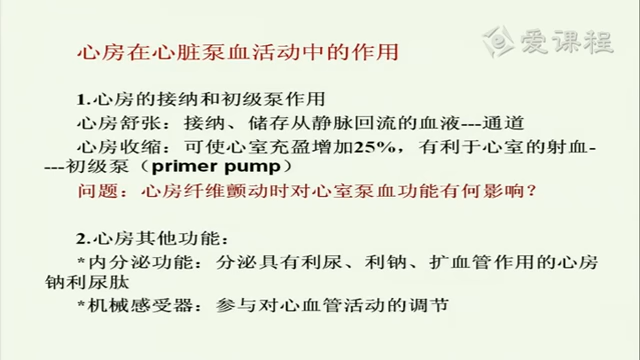 爱课程
心房在心脏泵血活动中的作用
1.心房的接纳和初级泵作用
心房舒张：接纳、储存从静脉回流的血液---通道
心房收缩：可使心室充盈增加25%，有利于心室的射血-
---初级泵（primer pump）
问题：心房纤维颤动时对心室泵血功能有何影响？
2.心房其他功能：
*内分泌功能：分泌具有利尿、利钠、扩血管作用的心房
钠利尿肽
*机械感受器：参与对心血管活动的调节